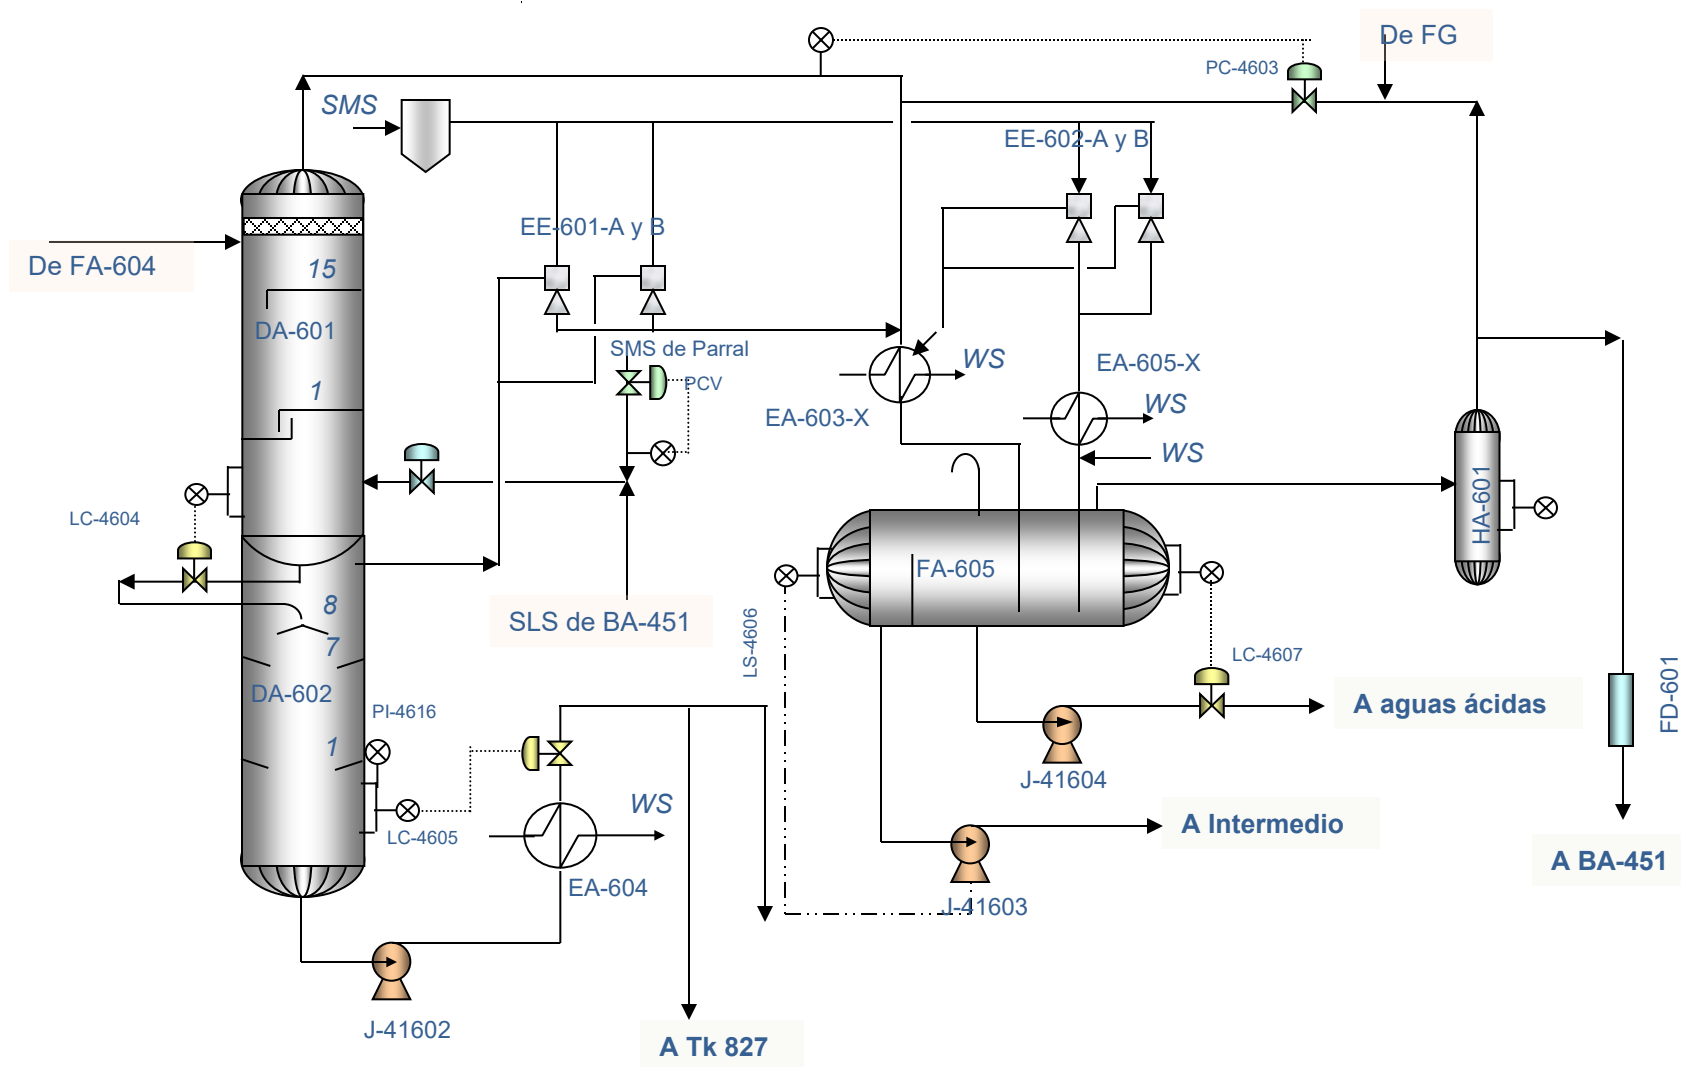 De FG
PC-4603
SMS
EE-602-A y B
EE-601-A y B
De FA-604
15
DA-601
SMS de Parral
WS
EA-605-X
1
PCV
EA-603-X
WS
WS
LC-4604
HA-601
FA-605
8
SLS de BA-451
7
LS-4606
LC-4607
DA-602
PI-4616
A aguas ácidas
FD-601
1
J-41604
WS
LC-4605
A Intermedio
A BA-451
EA-604
J-41603
J-41602
A Tk 827